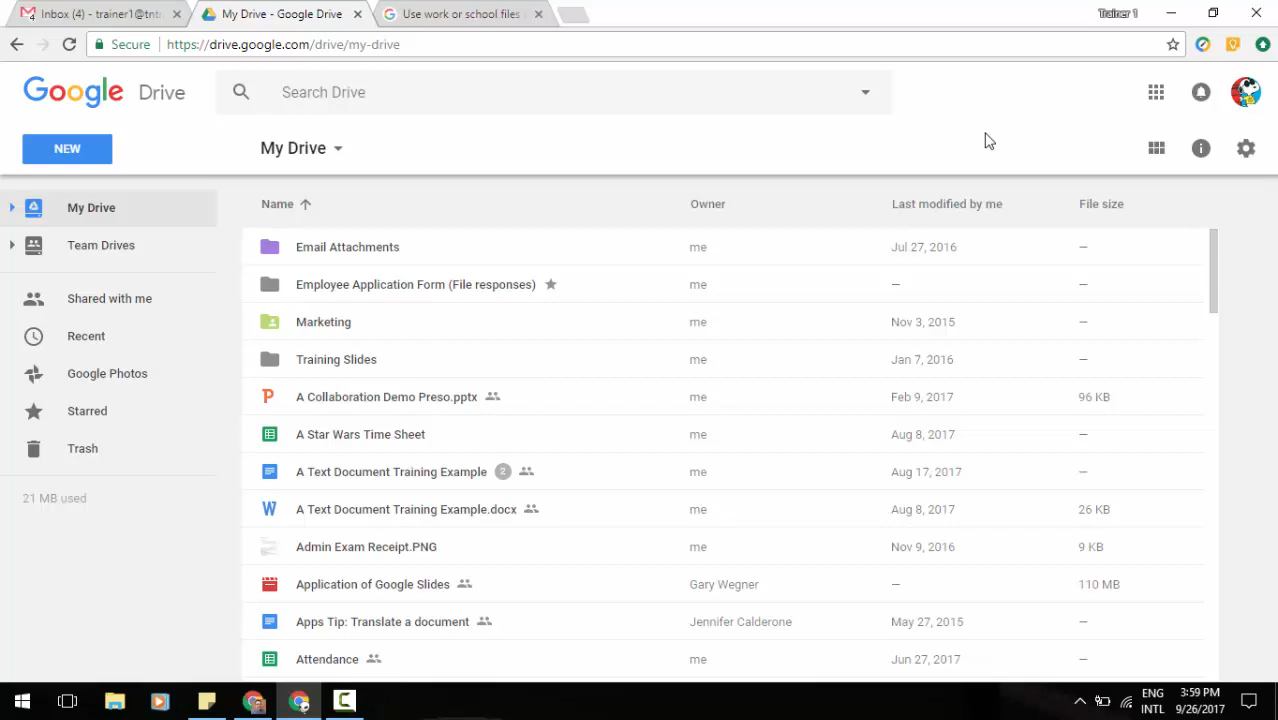 Inbox (4) - trainer1@tntr
My Drive - Google Drive
Use work or school files
Trainer 1
Secure
https://drive.google.com/drive/my-drive
Google Drive
Search Drive
NEW
My Drive
My Drive
Team Drives
Shared with me
Recent
Google Photos
Starred
Trash
21 MB used
Name Owner Last modified by me File size
Email Attachments me Jul 27, 2016 –
Employee Application Form (File responses) me – –
Marketing me Nov 3, 2015 –
Training Slides me Jan 7, 2016 –
P A Collaboration Demo Preso.pptx me Feb 9, 2017 96 KB
A Star Wars Time Sheet me Aug 8, 2017 –
A Text Document Training Example 2 me Aug 17, 2017 –
W A Text Document Training Example.docx me Aug 8, 2017 26 KB
Admin Exam Receipt.PNG me Nov 9, 2016 9 KB
Application of Google Slides Gary Wegner – 110 MB
Apps Tip: Translate a document Jennifer Calderone May 27, 2015 –
Attendance me Jun 27, 2017 –
ENG 3:59 PM
INTL 9/26/2017